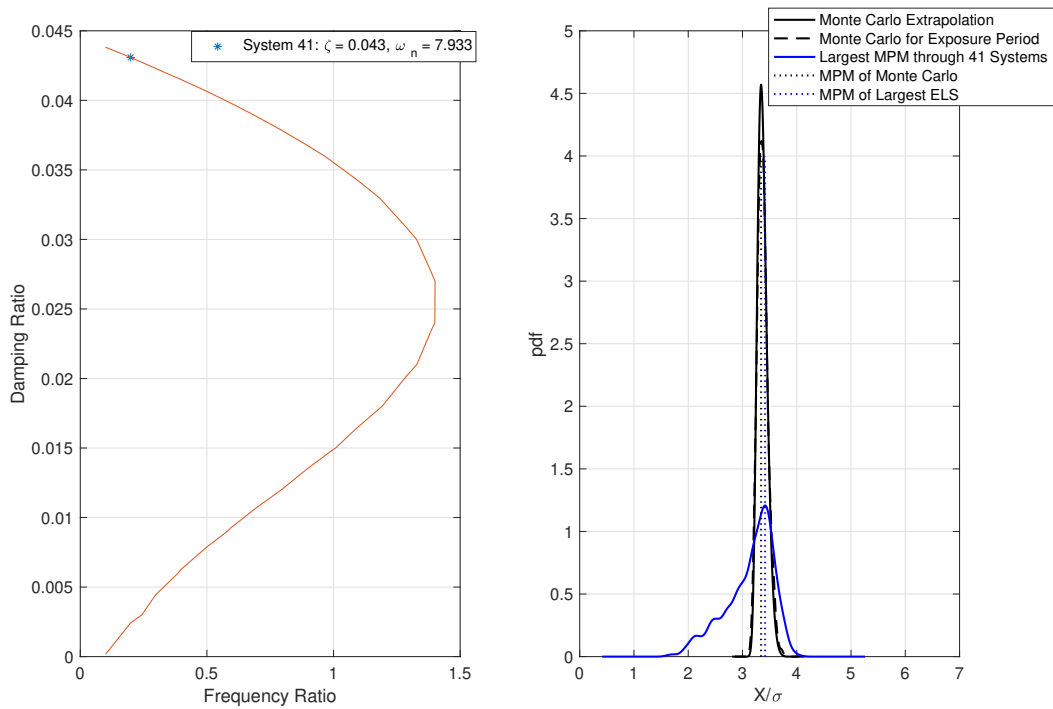 System 41: ζ = 0.043, ω n = 7.933
0.045
0.04
0.035
0.03
0.025
0.02
0.015
0.01
0.005
0
Damping Ratio
0 0.5 1 1.5
Frequency Ratio
Monte Carlo Extrapolation
Monte Carlo for Exposure Period
Largest MPM through 41 Systems
MPM of Monte Carlo
MPM of Largest ELS
5
4.5
4
3.5
3
2.5
2
1.5
1
0.5
0
pdf
0 1 2 3 4 5 6 7
X/σ